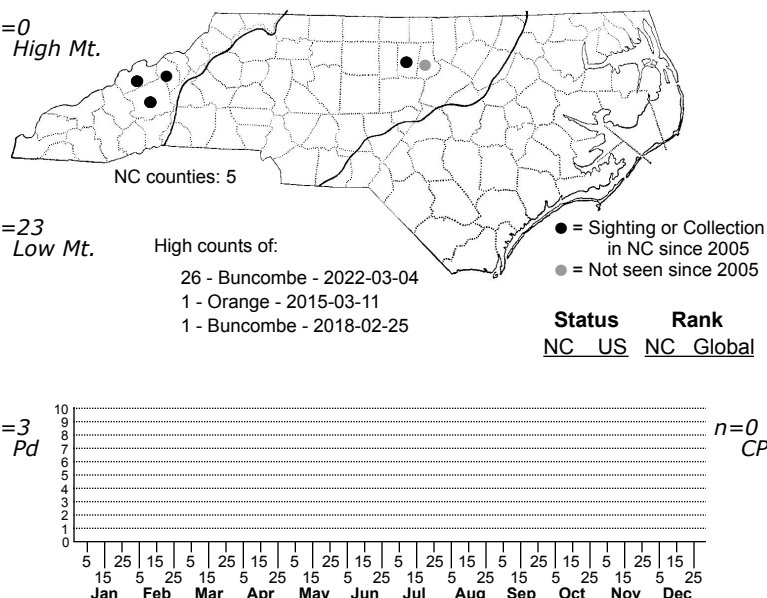 =0
High Mt.
NC counties: 5
=23
Low Mt.
High counts of:
26 - Buncombe - 2022-03-04
1 - Orange - 2015-03-11
1 - Buncombe - 2018-02-25
= Sighting or Collection
in NC since 2005
= Not seen since 2005
Status Rank
NC US NC Global
=3
Pd
n=0
CP
10
9
8
7
6
5
4
3
2
1
0
5 25 15 5 25 15 5 25 15 5 25 15 5 25 15 5 25 15
15 5 25 15 5 25 15 5 25 15 5 25 15 5 25 15 5 25
Jan Feb Mar Apr May Jun Jul Aug Sep Oct Nov Dec